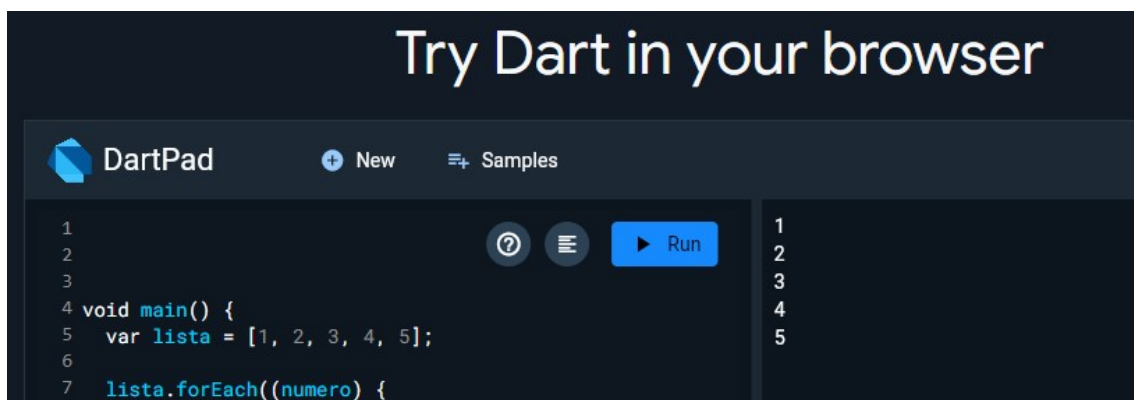 Try Dart in your browser
DartPad
New
Samples
Run
1
2
3
4 void main() {
5 var lista = [1, 2, 3, 4, 5];
6
7 lista.forEach((numero) {
1
2
3
4
5